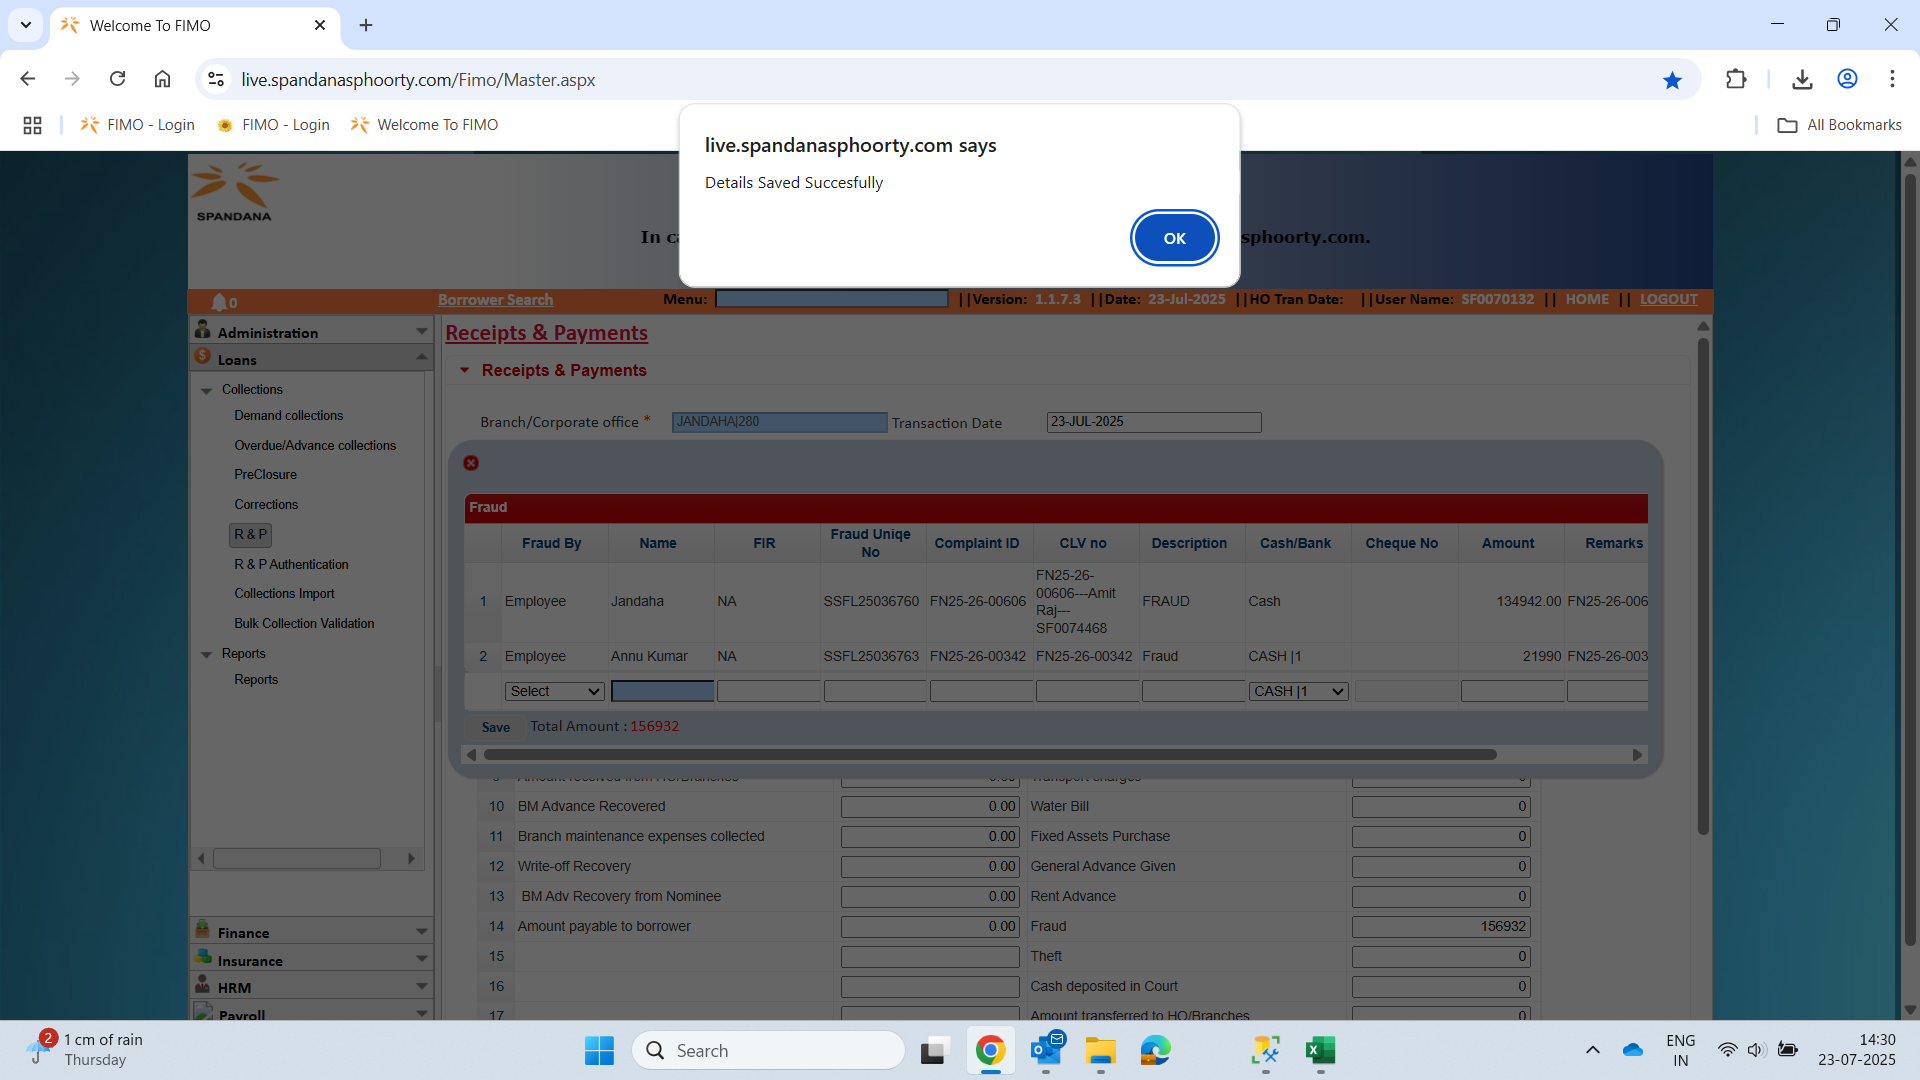 Welcome To FIMO
live.spandanasphoorty.com/Fimo/Master.aspx
FIMO - Login
FIMO - Login
Welcome To FIMO
All Bookmarks
live.spandanasphoorty.com says
Details Saved Succesfully
OK
SPANDANA
In ca
sphoorty.com.
0
Borrower Search
Menu:
||Version: 1.1.7.3 ||Date: 23-Jul-2025 ||HO Tran Date: ||User Name: SF0070132 || HOME || LOGOUT
Administration
Loans
Collections
Demand collections
Overdue/Advance collections
PreClosure
Corrections
R & P
R & P Authentication
Collections Import
Bulk Collection Validation
Reports
Reports
Finance
Insurance
HRM
Payroll
Receipts & Payments
Receipts & Payments
Branch/Corporate office * JANDAHA|280 Transaction Date 23-JUL-2025
Fraud
Fraud By Name FIR Fraud Uniqe No Complaint ID CLV no Description Cash/Bank Cheque No Amount Remarks
1 Employee Jandaha NA SSFL25036760 FN25-26-00606 FN25-26-00606---Amit Raj---SF0074468 FRAUD Cash 134942.00 FN25-26-006
2 Employee Annu Kumar NA SSFL25036763 FN25-26-00342 FN25-26-00342 Fraud CASH |1 21990 FN25-26-003
Select CASH |1
Save Total Amount : 156932
10 BM Advance Recovered 0.00 Water Bill 0
11 Branch maintenance expenses collected 0.00 Fixed Assets Purchase 0
12 Write-off Recovery 0.00 General Advance Given 0
13 BM Adv Recovery from Nominee 0.00 Rent Advance 0
14 Amount payable to borrower 0.00 Fraud 156932
15 Theft 0
16 Cash deposited in Court 0
17 Amount transferred to HO/Branches 0
2
1 cm of rain
Thursday
Search
ENG
IN
14:30
23-07-2025